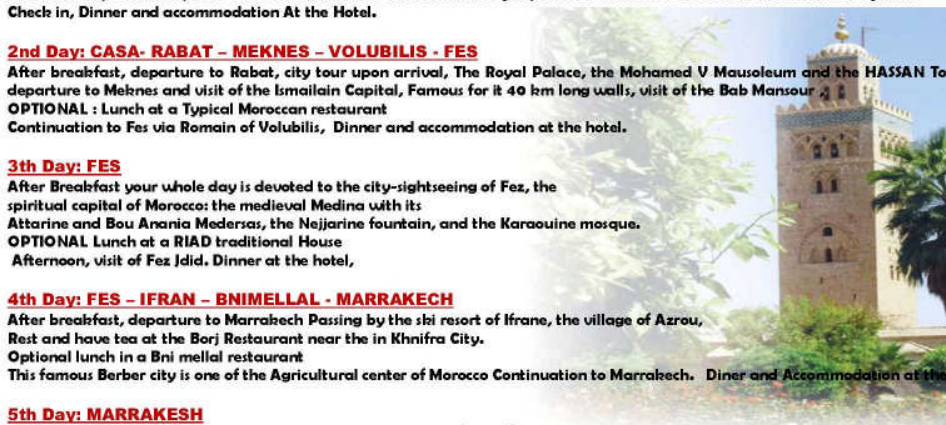 Check in, Dinner and accommodation At the Hotel.
2nd Day: CASA- RABAT – MEKNES – VOLUBILIS - FES
After breakfast, departure to Rabat, city tour upon arrival, The Royal Palace, the Mohamed V Mausoleum and the HASSAN To
departure to Meknes and visit of the Ismailain Capital, Famous for it 40 km long walls, visit of the Bab Mansour .
OPTIONAL : Lunch at a Typical Moroccan restaurant
Continuation to Fes via Romain of Volubilis, Dinner and accommodation at the hotel.
3th Day: FES
After Breakfast your whole day is devoted to the city-sightseeing of Fez, the
spiritual capital of Morocco: the medieval Medina with its
Attarine and Bou Anania Medersas, the Nejjarine fountain, and the Karaouine mosque.
OPTIONAL Lunch at a RIAD traditional House
Afternoon, visit of Fez Jdid. Dinner at the hotel,
4th Day: FES – IFRAN – BNIMELLAL - MARRAKECH
After breakfast, departure to Marrakech Passing by the ski resort of Ifrane, the village of Azrou,
Rest and have tea at the Borj Restaurant near the in Khnifra City.
Optional lunch in a Bni mellal restaurant
This famous Berber city is one of the Agricultural center of Morocco Continuation to Marrakech. Diner and Accommodation at the
5th Day: MARRAKESH